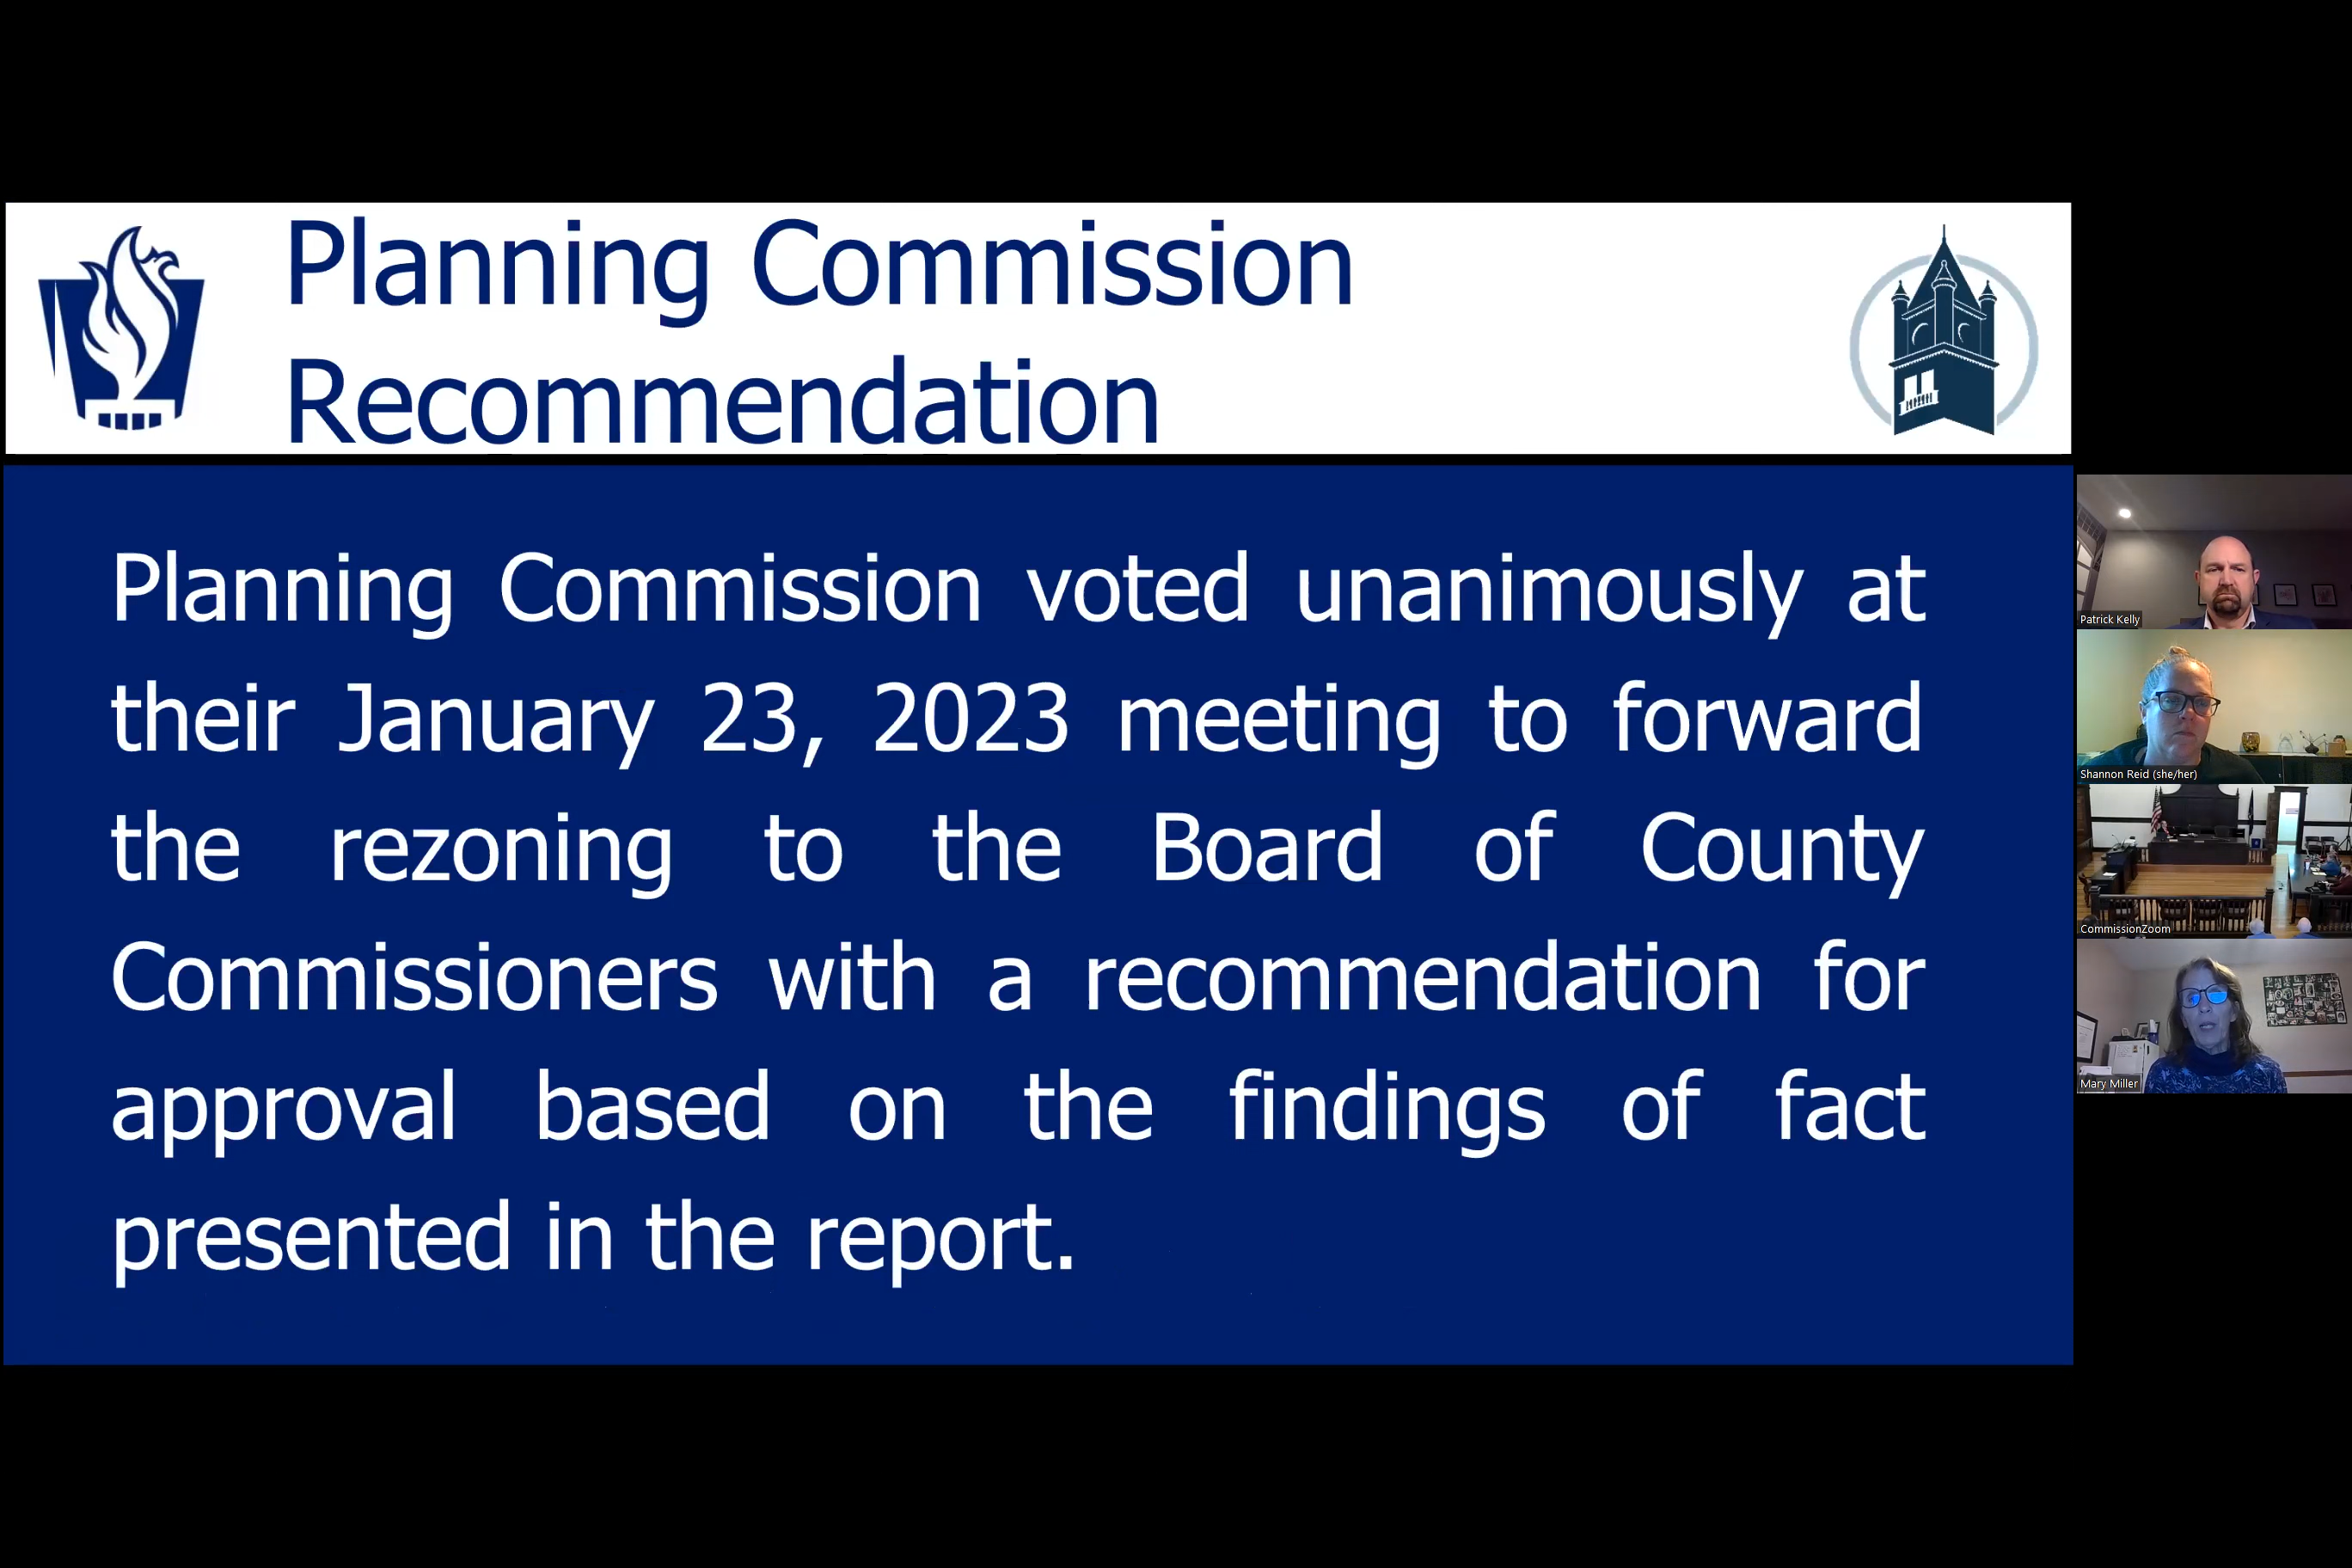 Planning Commission
Recommendation
Planning Commission voted unanimously at
their January 23, 2023 meeting to forward
the rezoning to the Board of County
Commissioners with a recommendation for
approval based on the findings of fact
presented in the report.
Patrick Kelly
Shannon Reid (she/her)
CommissionZoom
Mary Miller